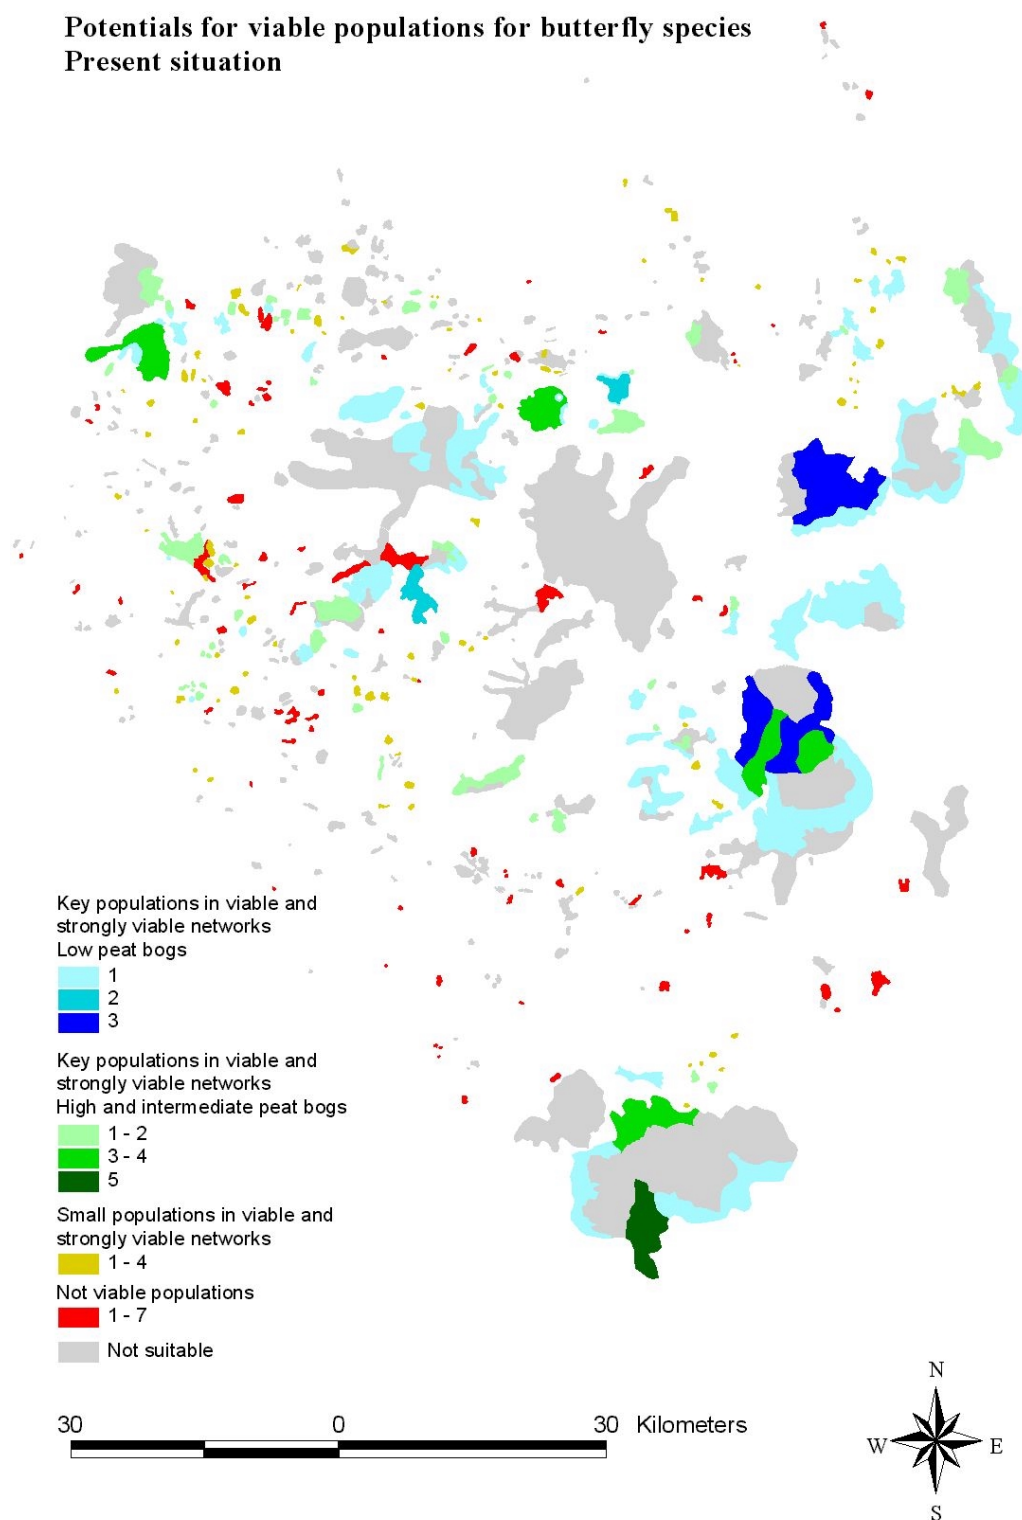 Potentials for viable populations for butterfly species
Present situation
Key populations in viable and
strongly viable networks
Low peat bogs
1
2
3
Key populations in viable and
strongly viable networks
High and intermediate peat bogs
1 - 2
3 - 4
5
Small populations in viable and
strongly viable networks
1 - 4
Not viable populations
1 - 7
Not suitable
30 0 30 Kilometers
N
W E
S